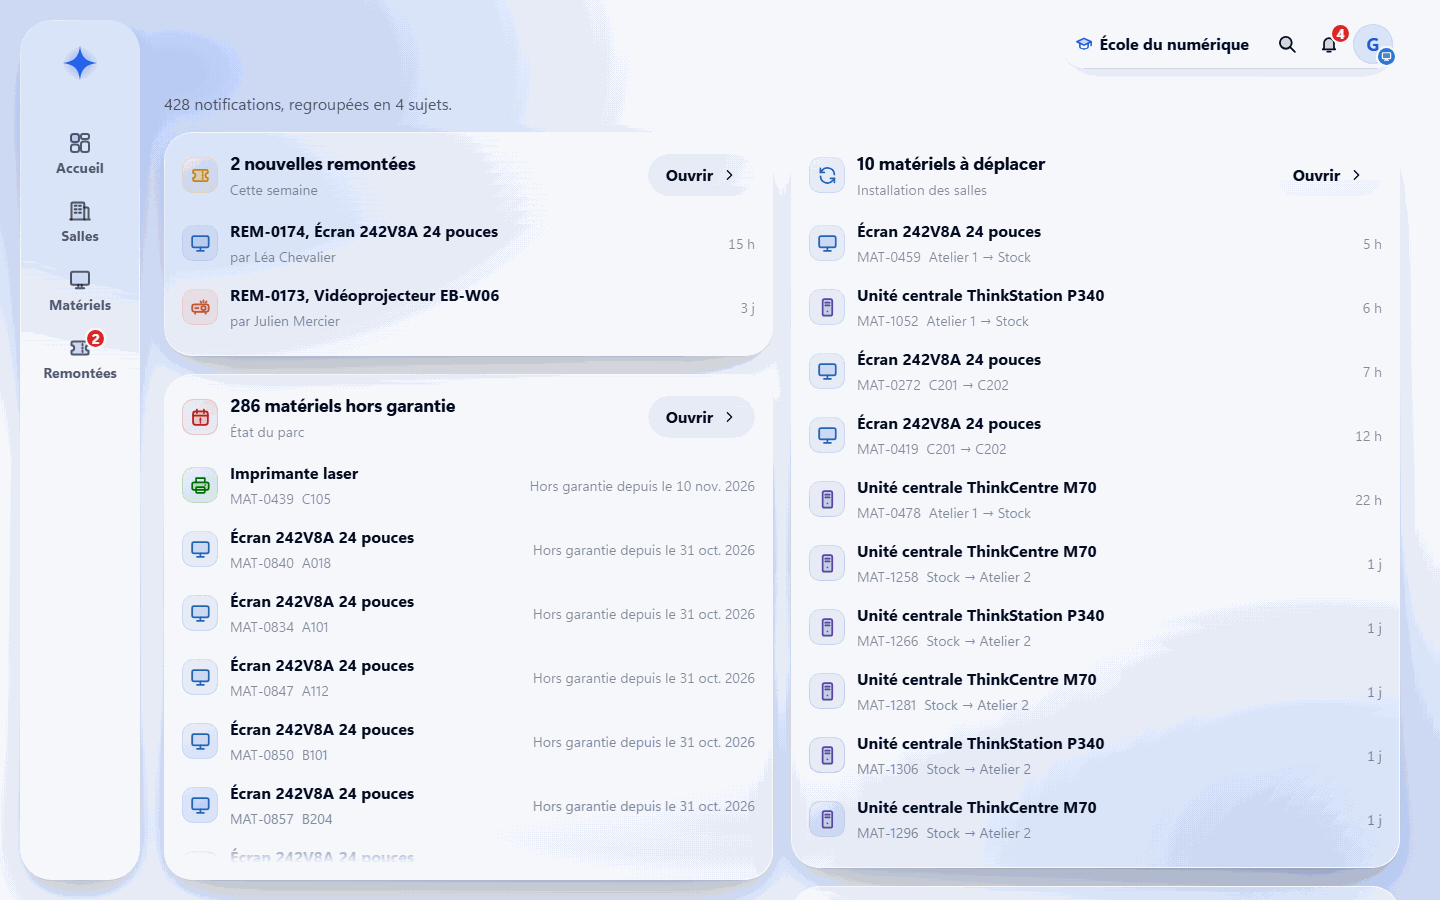 École du numérique
4
G
Accueil
Salles
Matériels
2
Remontées
428 notifications, regroupées en 4 sujets.
2 nouvelles remontées
Cette semaine
Ouvrir
REM-0174, Écran 242V8A 24 pouces
par Léa Chevalier
15 h
REM-0173, Vidéoprojecteur EB-W06
par Julien Mercier
3 j
286 matériels hors garantie
État du parc
Ouvrir
Imprimante laser
MAT-0439 C105
Hors garantie depuis le 10 nov. 2026
Écran 242V8A 24 pouces
MAT-0840 A018
Hors garantie depuis le 31 oct. 2026
Écran 242V8A 24 pouces
MAT-0834 A101
Hors garantie depuis le 31 oct. 2026
Écran 242V8A 24 pouces
MAT-0847 A112
Hors garantie depuis le 31 oct. 2026
Écran 242V8A 24 pouces
MAT-0850 B101
Hors garantie depuis le 31 oct. 2026
Écran 242V8A 24 pouces
MAT-0857 B204
Hors garantie depuis le 31 oct. 2026
Écran 242V8A 24 pouces
10 matériels à déplacer
Installation des salles
Ouvrir
Écran 242V8A 24 pouces
MAT-0459 Atelier 1 → Stock
5 h
Unité centrale ThinkStation P340
MAT-1052 Atelier 1 → Stock
6 h
Écran 242V8A 24 pouces
MAT-0272 C201 → C202
7 h
Écran 242V8A 24 pouces
MAT-0419 C201 → C202
12 h
Unité centrale ThinkCentre M70
MAT-0478 Atelier 1 → Stock
22 h
Unité centrale ThinkCentre M70
MAT-1258 Stock → Atelier 2
1 j
Unité centrale ThinkStation P340
MAT-1266 Stock → Atelier 2
1 j
Unité centrale ThinkCentre M70
MAT-1281 Stock → Atelier 2
1 j
Unité centrale ThinkStation P340
MAT-1306 Stock → Atelier 2
1 j
Unité centrale ThinkCentre M70
MAT-1296 Stock → Atelier 2
1 j